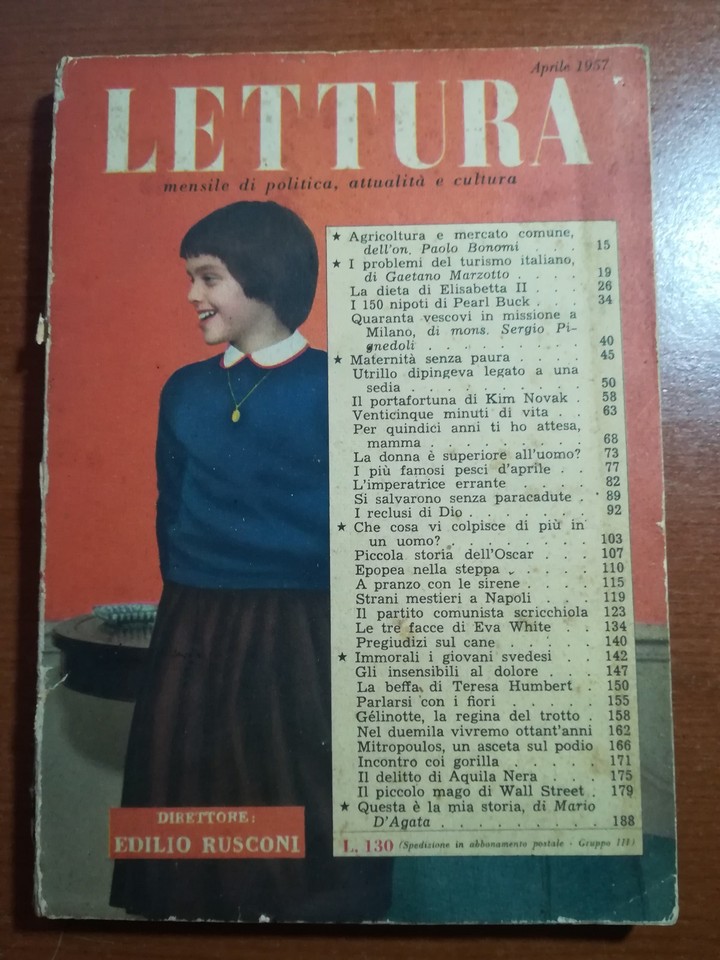 Aprile 1957
LETTURA
mensile di politica, attualità e cultura
★ Agricoltura e mercato comune,
dell'on. Paolo Bonomi . . . 15
★ I problemi del turismo italiano,
di Gaetano Marzotto . . . . 19
La dieta di Elisabetta II . . . 26
I 150 nipoti di Pearl Buck . . . 34
Quaranta vescovi in missione a
Milano, di mons. Sergio Pi-
gnedoli . . . . . . . . 40
★ Maternità senza paura . . . . 45
Utrillo dipingeva legato a una
sedia . . . . . . . . . 50
Il portafortuna di Kim Novak . 58
Venticinque minuti di vita . . 63
Per quindici anni ti ho attesa,
mamma . . . . . . . . . 68
La donna è superiore all'uomo? 73
I più famosi pesci d'aprile . . 77
L'imperatrice errante . . . . 82
Si salvarono senza paracadute . 89
I reclusi di Dio . . . . . . . 92
★ Che cosa vi colpisce di più in
un uomo? . . . . . . . . 103
Piccola storia dell'Oscar . . . 107
Epopea nella steppa . . . . . 110
A pranzo con le sirene . . . . 115
Strani mestieri a Napoli . . . 119
Il partito comunista scricchiola 123
Le tre facce di Eva White . . 134
Pregiudizi sul cane . . . . . 140
★ Immorali i giovani svedesi . . 142
Gli insensibili al dolore . . . 147
La beffa di Teresa Humbert . 150
Parlarsi con i fiori . . . . . 155
Gélinotte, la regina del trotto . 158
Nel duemila vivremo ottant'anni 162
Mitropoulos, un asceta sul podio 166
Incontro coi gorilla . . . . . 171
Il delitto di Aquila Nera . . . 175
Il piccolo mago di Wall Street . 179
★ Questa è la mia storia, di Mario
D'Agata . . . . . . . . . 188
L. 130 (Spedizione in abbonamento postale - Gruppo III)
DIRETTORE:
EDILIO RUSCONI